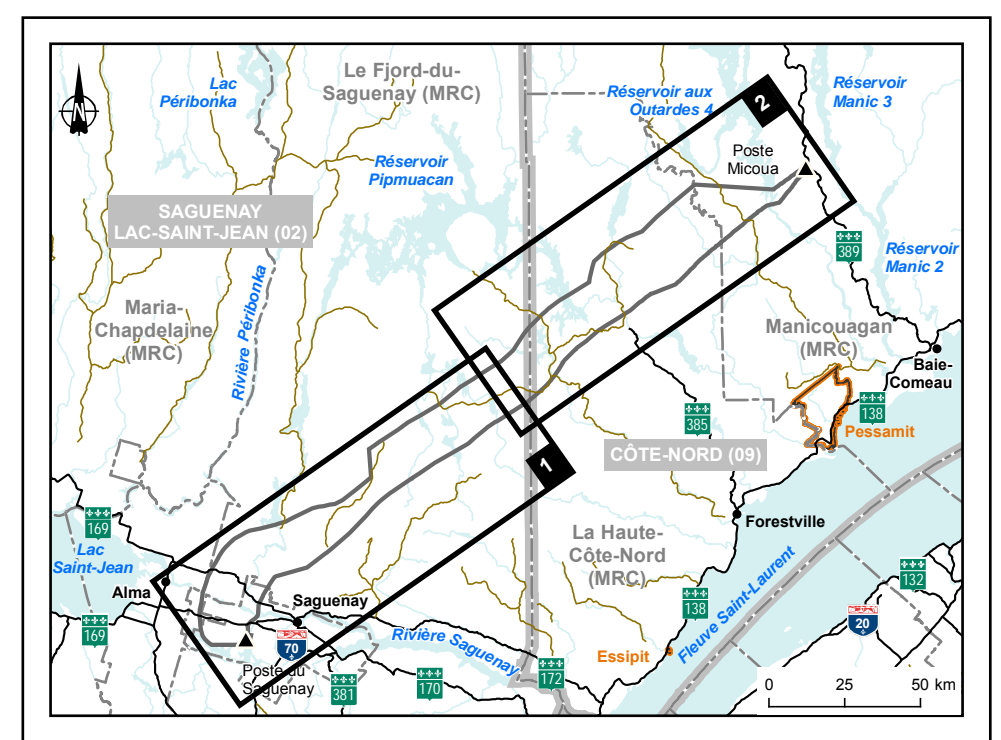 N
Lac
Péribonka
Le Fjord-du-
Saguenay (MRC)
Réservoir aux
Outardes 4
2
Réservoir
Manic 3
Poste
Micoua
Réservoir
Pipmuacan
SAGUENAY
LAC-SAINT-JEAN (02)
389
Réservoir
Manic 2
Maria-
Chapdelaine
(MRC)
Rivière Péribonka
Manicouagan
(MRC)
Baie-
Comeau
138
385
Pessamit
CÔTE-NORD (09)
1
169
Lac
Saint-Jean
Forestville
La Haute-
Côte-Nord
(MRC)
Alma
Saguenay
132
138
20
169
70
Rivière Saguenay
Essipit
Fleuve Saint-Laurent
Poste du
Saguenay
381
170
172
0 25 50 km